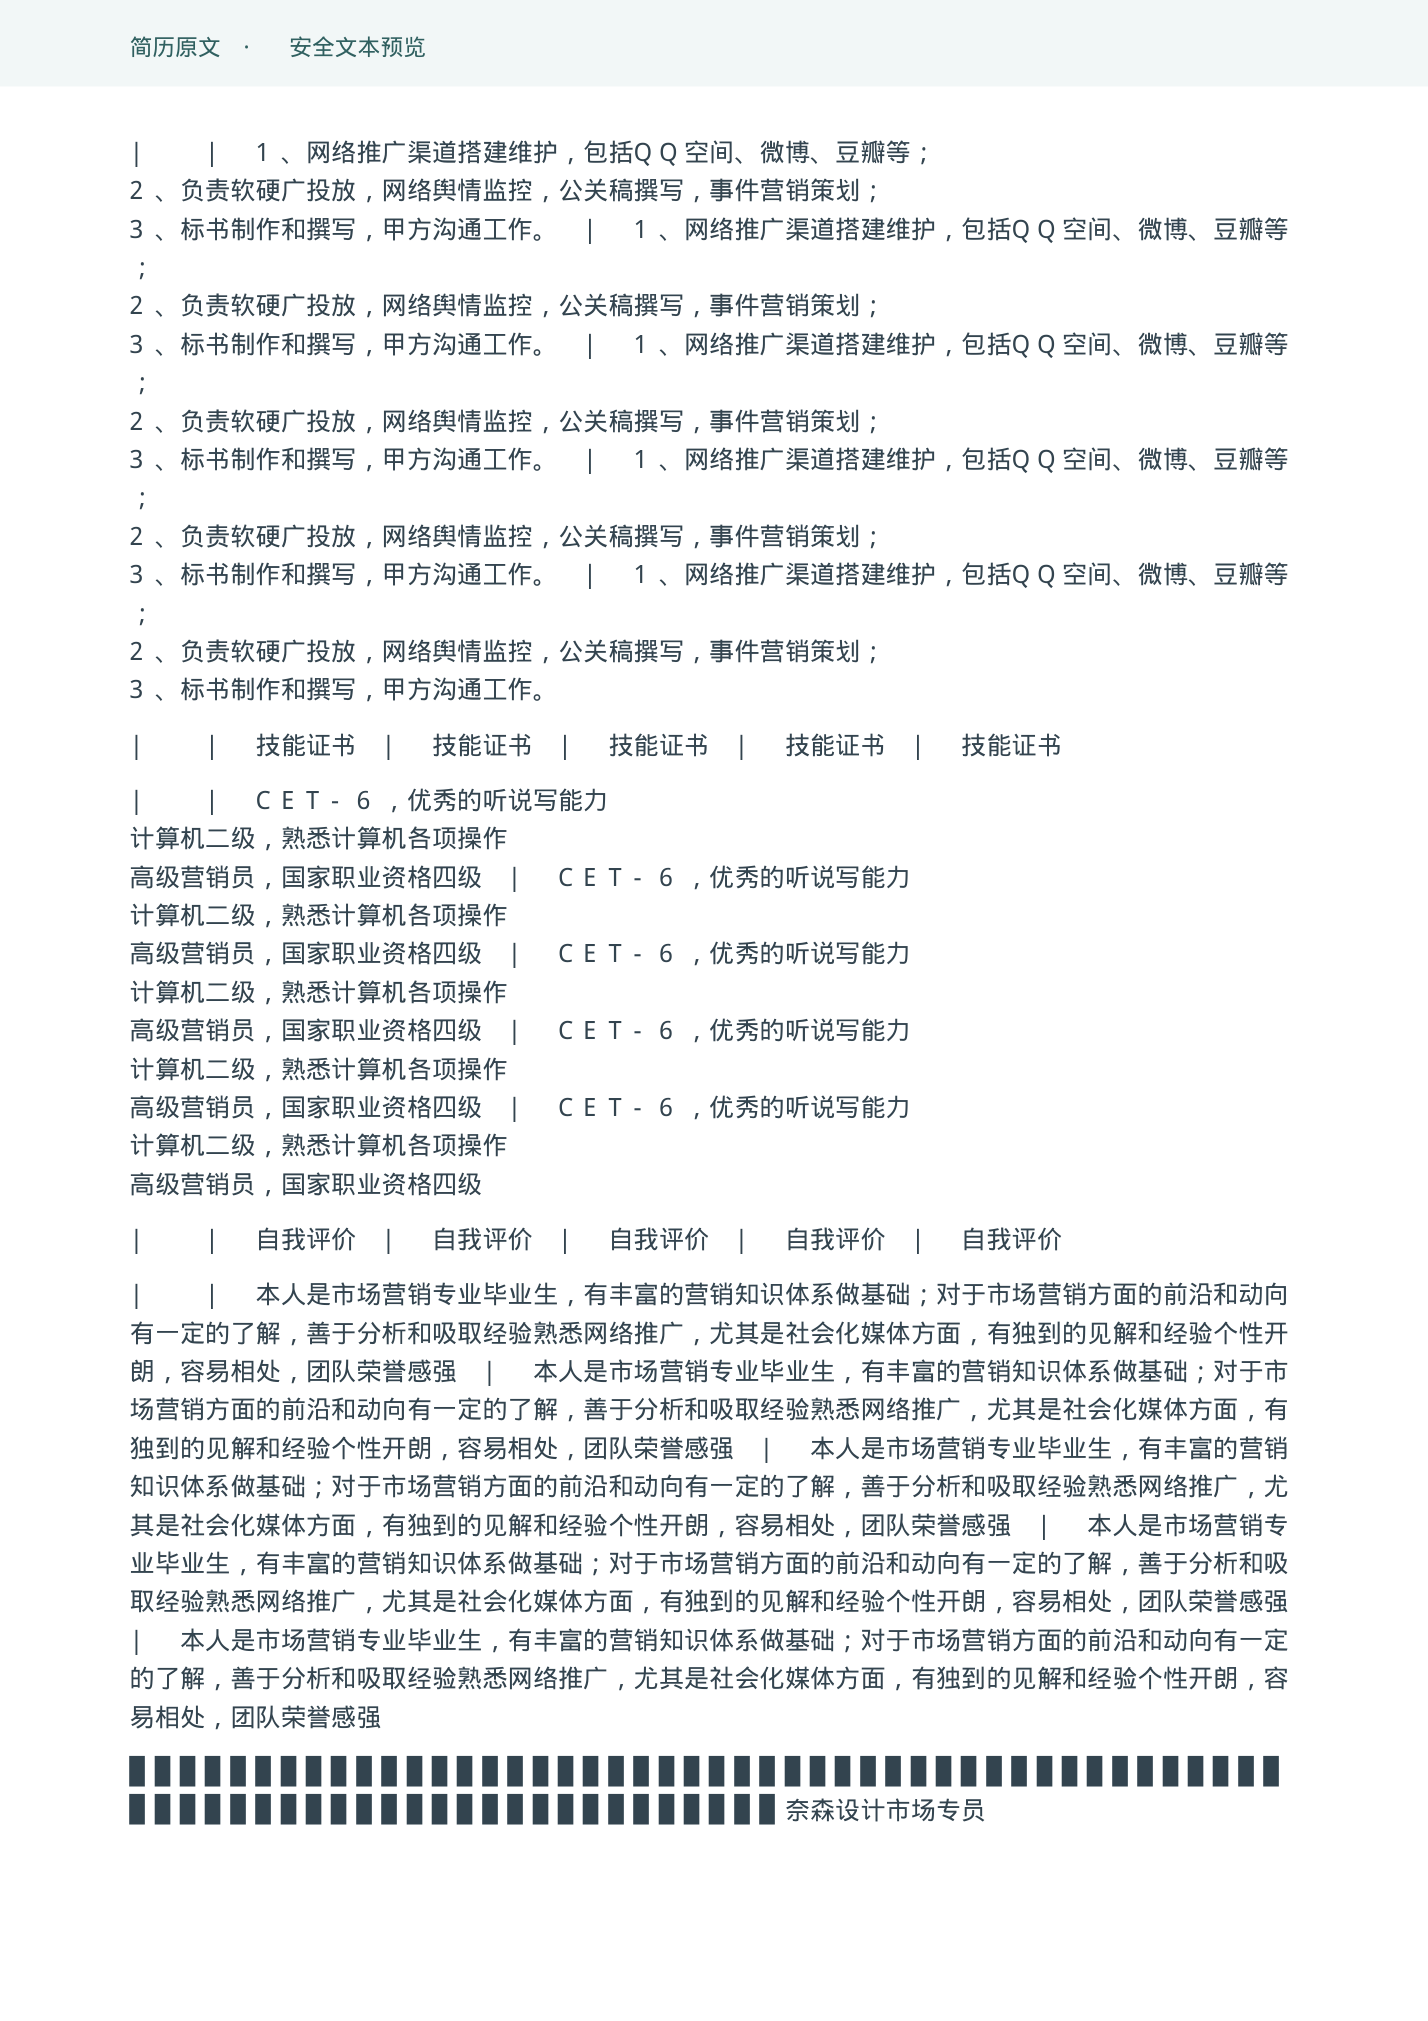 简历原文 · 安全文本预览
| | 1、网络推广渠道搭建维护,包括QQ空间、微博、豆瓣等;
2、负责软硬广投放,网络舆情监控,公关稿撰写,事件营销策划;
3、标书制作和撰写,甲方沟通工作。 | 1、网络推广渠道搭建维护,包括QQ空间、微博、豆瓣等
;
2、负责软硬广投放,网络舆情监控,公关稿撰写,事件营销策划;
3、标书制作和撰写,甲方沟通工作。 | 1、网络推广渠道搭建维护,包括QQ空间、微博、豆瓣等
;
2、负责软硬广投放,网络舆情监控,公关稿撰写,事件营销策划;
3、标书制作和撰写,甲方沟通工作。 | 1、网络推广渠道搭建维护,包括QQ空间、微博、豆瓣等
;
2、负责软硬广投放,网络舆情监控,公关稿撰写,事件营销策划;
3、标书制作和撰写,甲方沟通工作。 | 1、网络推广渠道搭建维护,包括QQ空间、微博、豆瓣等
;
2、负责软硬广投放,网络舆情监控,公关稿撰写,事件营销策划;
3、标书制作和撰写,甲方沟通工作。
| | 技能证书 | 技能证书 | 技能证书 | 技能证书 | 技能证书
| | CET-6,优秀的听说写能力
计算机二级,熟悉计算机各项操作
高级营销员,国家职业资格四级 | CET-6,优秀的听说写能力
计算机二级,熟悉计算机各项操作
高级营销员,国家职业资格四级 | CET-6,优秀的听说写能力
计算机二级,熟悉计算机各项操作
高级营销员,国家职业资格四级 | CET-6,优秀的听说写能力
计算机二级,熟悉计算机各项操作
高级营销员,国家职业资格四级 | CET-6,优秀的听说写能力
计算机二级,熟悉计算机各项操作
高级营销员,国家职业资格四级
| | 自我评价 | 自我评价 | 自我评价 | 自我评价 | 自我评价
| | 本人是市场营销专业毕业生,有丰富的营销知识体系做基础;对于市场营销方面的前沿和动向
有一定的了解,善于分析和吸取经验熟悉网络推广,尤其是社会化媒体方面,有独到的见解和经验个性开
朗,容易相处,团队荣誉感强 | 本人是市场营销专业毕业生,有丰富的营销知识体系做基础;对于市
场营销方面的前沿和动向有一定的了解,善于分析和吸取经验熟悉网络推广,尤其是社会化媒体方面,有
独到的见解和经验个性开朗,容易相处,团队荣誉感强 | 本人是市场营销专业毕业生,有丰富的营销
知识体系做基础;对于市场营销方面的前沿和动向有一定的了解,善于分析和吸取经验熟悉网络推广,尤
其是社会化媒体方面,有独到的见解和经验个性开朗,容易相处,团队荣誉感强 | 本人是市场营销专
业毕业生,有丰富的营销知识体系做基础;对于市场营销方面的前沿和动向有一定的了解,善于分析和吸
取经验熟悉网络推广,尤其是社会化媒体方面,有独到的见解和经验个性开朗,容易相处,团队荣誉感强
| 本人是市场营销专业毕业生,有丰富的营销知识体系做基础;对于市场营销方面的前沿和动向有一定
的了解,善于分析和吸取经验熟悉网络推广,尤其是社会化媒体方面,有独到的见解和经验个性开朗,容
易相处,团队荣誉感强
██████████████████████████████████████████████
██████████████████████████奈森设计市场专员